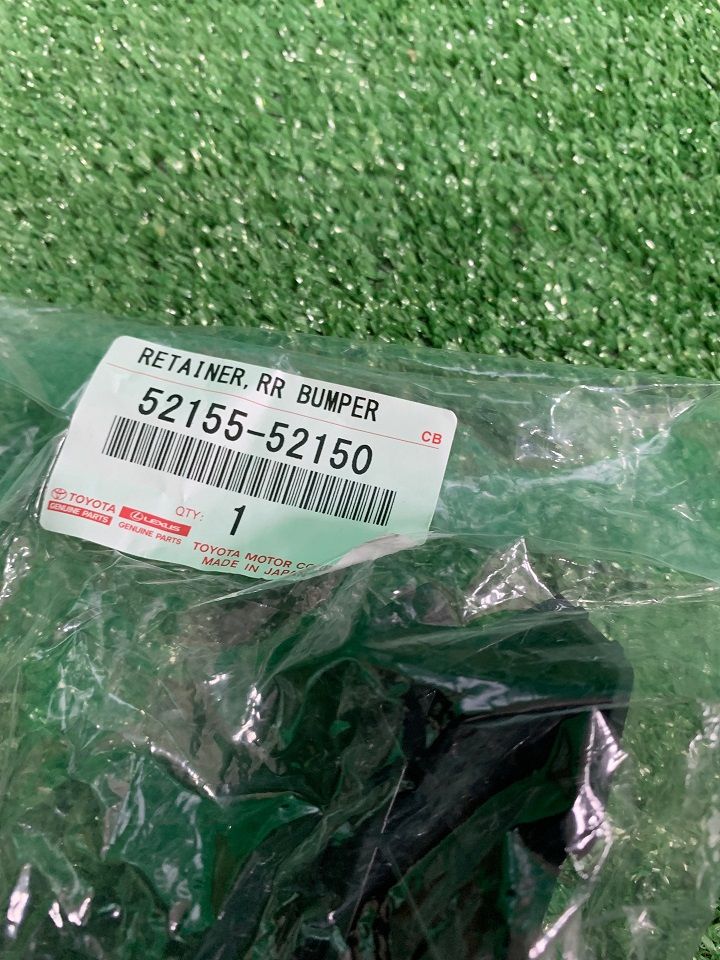 RETAINER, RR BUMPER
52155-52150
CB
TOYOTA
GENUINE PARTS
LEXUS
GENUINE PARTS
QTY: 1
TOYOTA MOTOR
MADE IN JAPAN